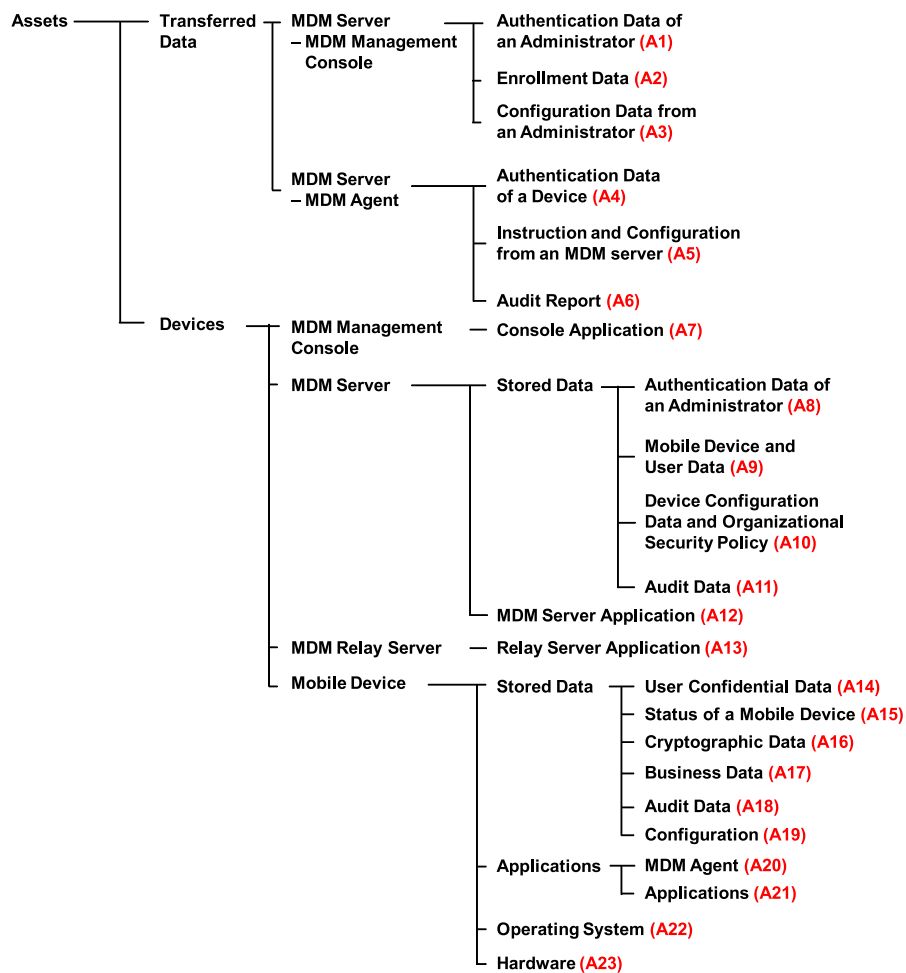 Assets
Transferred
Data
MDM Server
– MDM Management
Console
Authentication Data of
an Administrator (A1)
Enrollment Data (A2)
Configuration Data from
an Administrator (A3)
MDM Server
– MDM Agent
Authentication Data
of a Device (A4)
Instruction and Configuration
from an MDM server (A5)
Audit Report (A6)
Devices
MDM Management
Console
Console Application (A7)
MDM Server
Stored Data
Authentication Data of
an Administrator (A8)
Mobile Device and
User Data (A9)
Device Configuration
Data and Organizational
Security Policy (A10)
Audit Data (A11)
MDM Server Application (A12)
MDM Relay Server
Relay Server Application (A13)
Mobile Device
Stored Data
User Confidential Data (A14)
Status of a Mobile Device (A15)
Cryptographic Data (A16)
Business Data (A17)
Audit Data (A18)
Configuration (A19)
Applications
MDM Agent (A20)
Applications (A21)
Operating System (A22)
Hardware (A23)